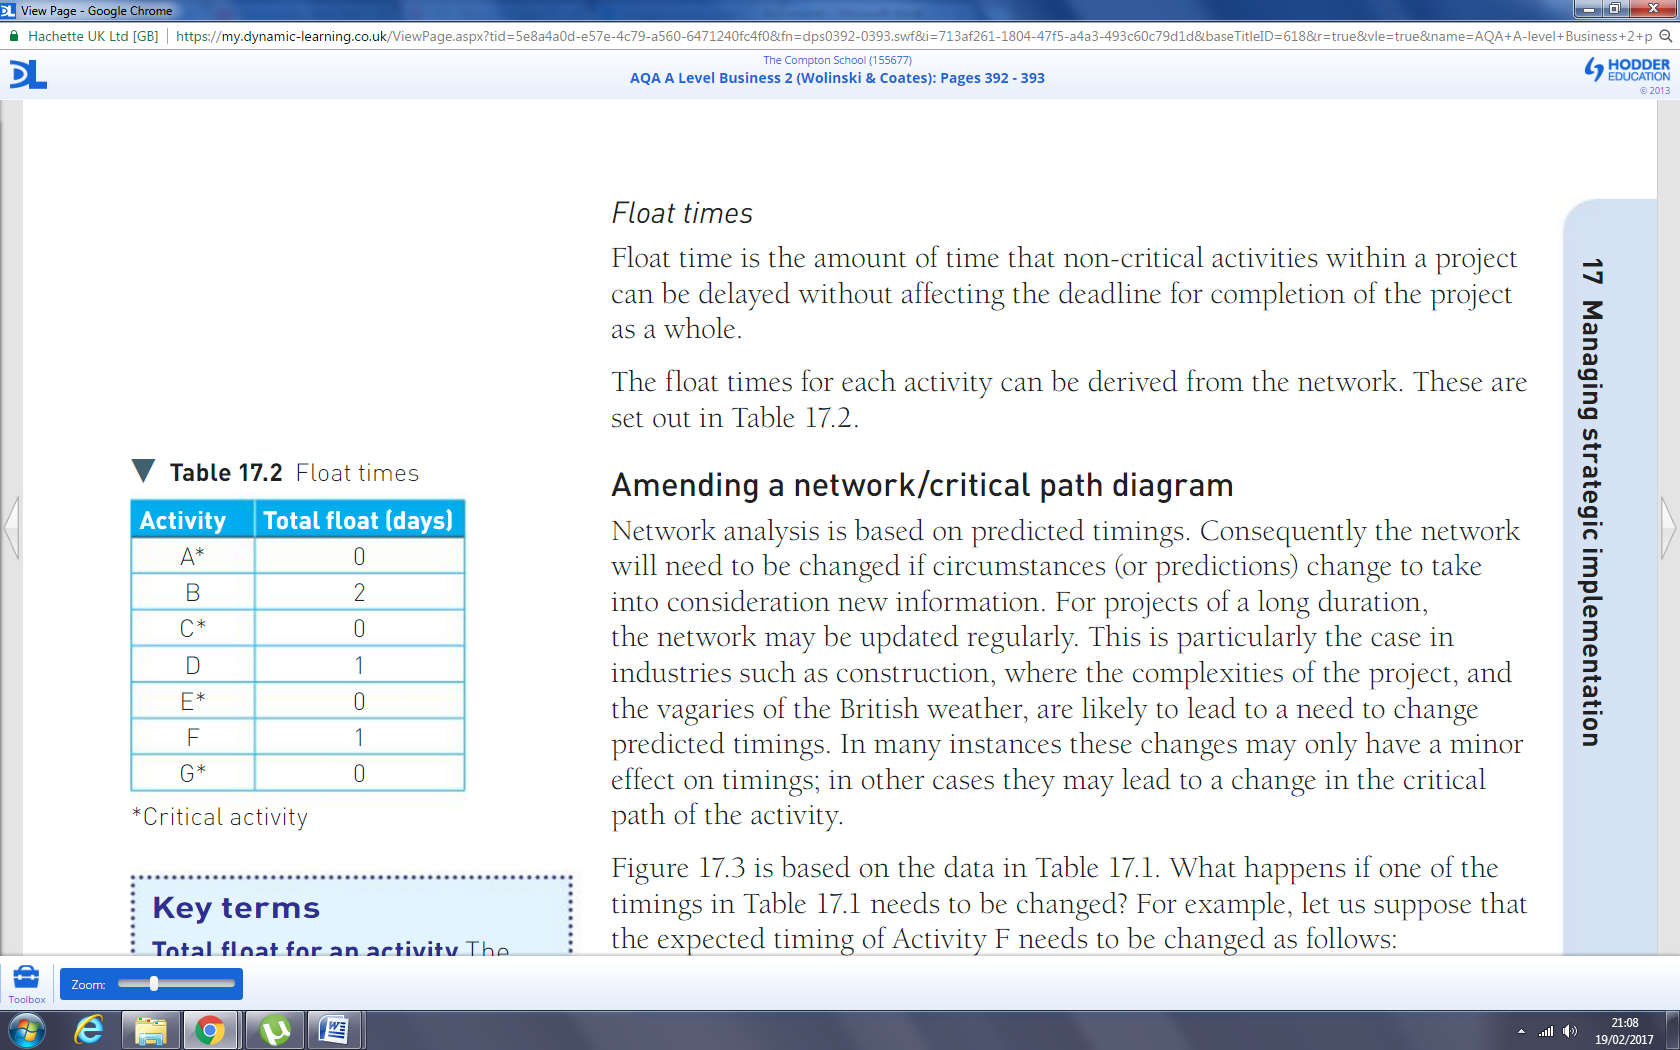 View Page - Google Chrome
Hachette UK Ltd [GB] https://my.dynamic-learning.co.uk/ViewPage.aspx?tid=5e8a4a0d-e57e-4c79-a560-6471240fc4f0&fn=dps0392-0393.swf&i=713af261-1804-47f5-a4a3-493c60c79d1d&baseTitleID=618&r=true&vle=true&name=AQA+A-level+Business+2+p
DL
The Compton School (155677)
AQA A Level Business 2 (Wolinski & Coates): Pages 392 - 393
HODDER
EDUCATION
© 2013
Float times
Float time is the amount of time that non-critical activities within a project
can be delayed without affecting the deadline for completion of the project
as a whole.
The float times for each activity can be derived from the network. These are
set out in Table 17.2.
▼ Table 17.2 Float times
Activity Total float (days)
A* 0
B 2
C* 0
D 1
E* 0
F 1
G* 0
*Critical activity
Key terms
Total float for an activity The
Amending a network/critical path diagram
Network analysis is based on predicted timings. Consequently the network
will need to be changed if circumstances (or predictions) change to take
into consideration new information. For projects of a long duration,
the network may be updated regularly. This is particularly the case in
industries such as construction, where the complexities of the project, and
the vagaries of the British weather, are likely to lead to a need to change
predicted timings. In many instances these changes may only have a minor
effect on timings; in other cases they may lead to a change in the critical
path of the activity.
Figure 17.3 is based on the data in Table 17.1. What happens if one of the
timings in Table 17.1 needs to be changed? For example, let us suppose that
the expected timing of Activity F needs to be changed as follows:
17 Managing strategic implementation
Toolbox
Zoom:
21:08
19/02/2017